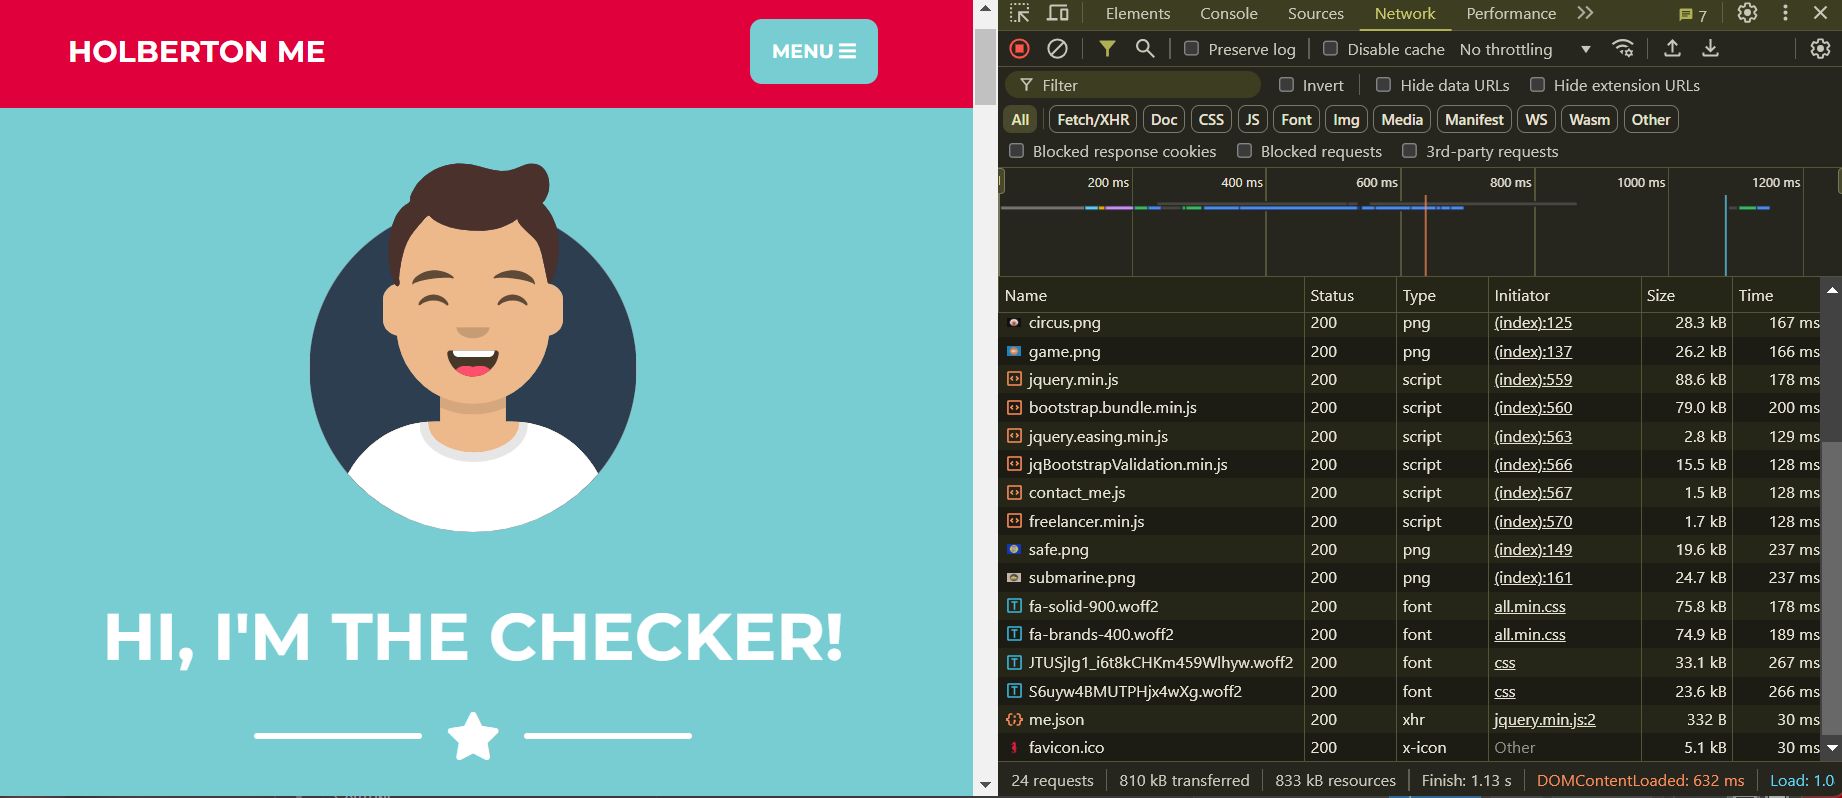 HOLBERTON ME
MENU
HI, I'M THE CHECKER!
Elements Console Sources Network Performance 7
Preserve log Disable cache No throttling
Filter Invert Hide data URLs Hide extension URLs
All Fetch/XHR Doc CSS JS Font Img Media Manifest WS Wasm Other
Blocked response cookies Blocked requests 3rd-party requests
200 ms 400 ms 600 ms 800 ms 1000 ms 1200 ms
Name Status Type Initiator Size Time
circus.png 200 png (index):125 28.3 kB 167 ms
game.png 200 png (index):137 26.2 kB 166 ms
jquery.min.js 200 script (index):559 88.6 kB 178 ms
bootstrap.bundle.min.js 200 script (index):560 79.0 kB 200 ms
jquery.easing.min.js 200 script (index):563 2.8 kB 129 ms
jqBootstrapValidation.min.js 200 script (index):566 15.5 kB 128 ms
contact_me.js 200 script (index):567 1.5 kB 128 ms
freelancer.min.js 200 script (index):570 1.7 kB 128 ms
safe.png 200 png (index):149 19.6 kB 237 ms
submarine.png 200 png (index):161 24.7 kB 237 ms
fa-solid-900.woff2 200 font all.min.css 75.8 kB 178 ms
fa-brands-400.woff2 200 font all.min.css 74.9 kB 189 ms
JTUSjIg1_i6t8kCHKm459Wlhyw.woff2 200 font css 33.1 kB 267 ms
S6uyw4BMUTPHjx4wXg.woff2 200 font css 23.6 kB 266 ms
me.json 200 xhr jquery.min.js:2 332 B 30 ms
favicon.ico 200 x-icon Other 5.1 kB 30 ms
24 requests 810 kB transferred 833 kB resources Finish: 1.13 s DOMContentLoaded: 632 ms Load: 1.0